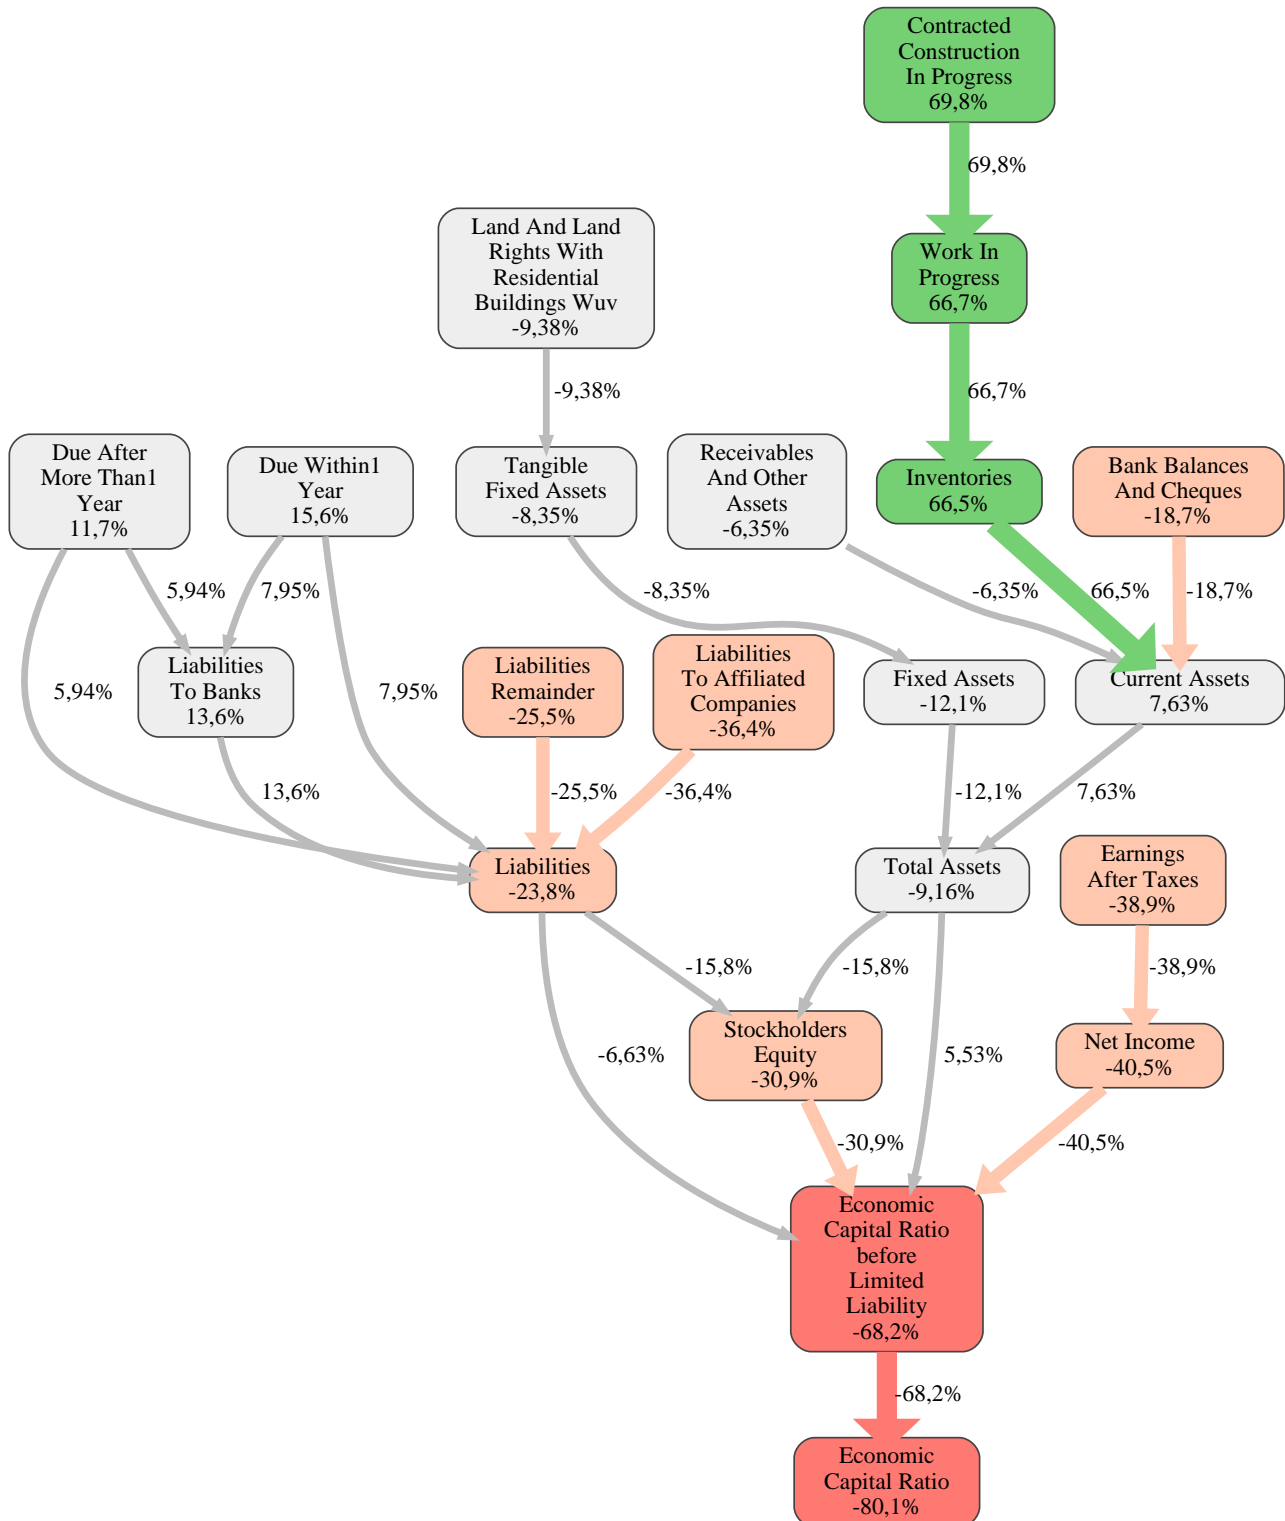 Contracted
Construction
In Progress
69,8%
69,8%
Land And Land
Rights With
Residential
Buildings Wuv
-9,38%
Work In
Progress
66,7%
-9,38%
66,7%
Due After
More Than1
Year
11,7%
Due Within1
Year
15,6%
Tangible
Fixed Assets
-8,35%
Receivables
And Other
Assets
-6,35%
Inventories
66,5%
Bank Balances
And Cheques
-18,7%
5,94%
7,95%
-8,35%
-6,35%
66,5%
-18,7%
5,94%
Liabilities
To Banks
13,6%
7,95%
Liabilities
Remainder
-25,5%
Liabilities
To Affiliated
Companies
-36,4%
Fixed Assets
-12,1%
Current Assets
7,63%
13,6%
-25,5%
-36,4%
-12,1%
7,63%
Liabilities
-23,8%
Total Assets
-9,16%
Earnings
After Taxes
-38,9%
-15,8%
-15,8%
-38,9%
-6,63%
Stockholders
Equity
-30,9%
5,53%
Net Income
-40,5%
-30,9%
-40,5%
Economic
Capital Ratio
before
Limited
Liability
-68,2%
-68,2%
Economic
Capital Ratio
-80,1%